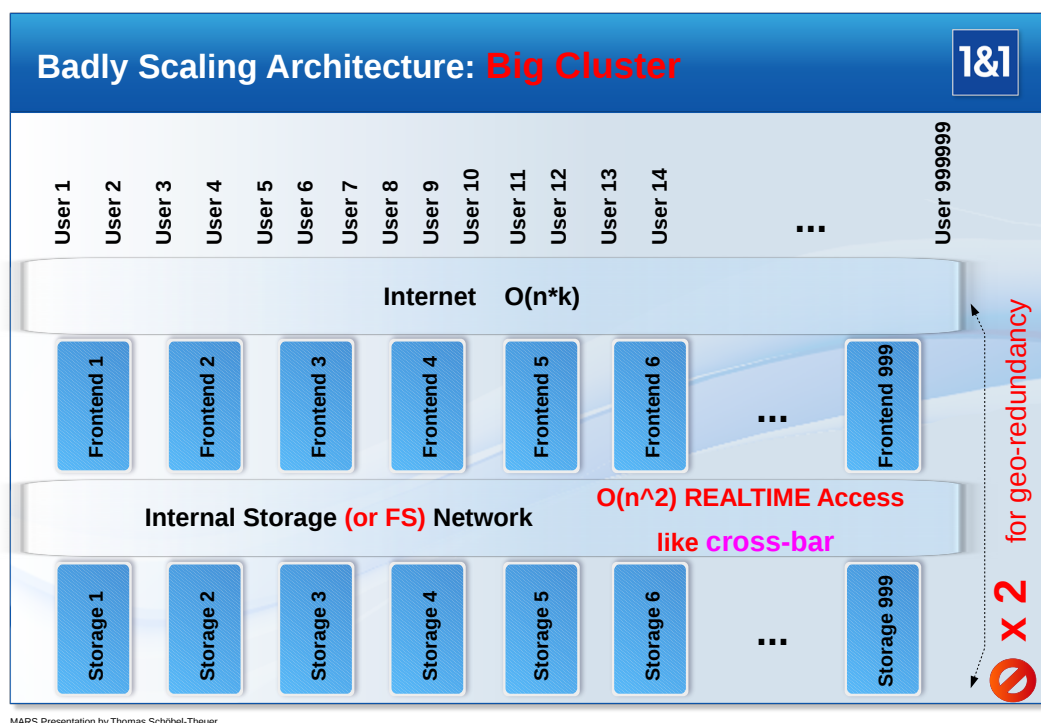 Badly Scaling Architecture: Big Cluster
1&1
User 1
User 2
User 3
User 4
User 5
User 6
User 7
User 8
User 9
User 10
User 11
User 12
User 13
User 14
...
User 999999
Internet O(n*k)
Frontend 1
Frontend 2
Frontend 3
Frontend 4
Frontend 5
Frontend 6
...
Frontend 999
Internal Storage (or FS) Network
O(n^2) REALTIME Access
like cross-bar
Storage 1
Storage 2
Storage 3
Storage 4
Storage 5
Storage 6
...
Storage 999
x 2 for geo-redundancy
MARS Presentation by Thomas Schöbel-Theuer